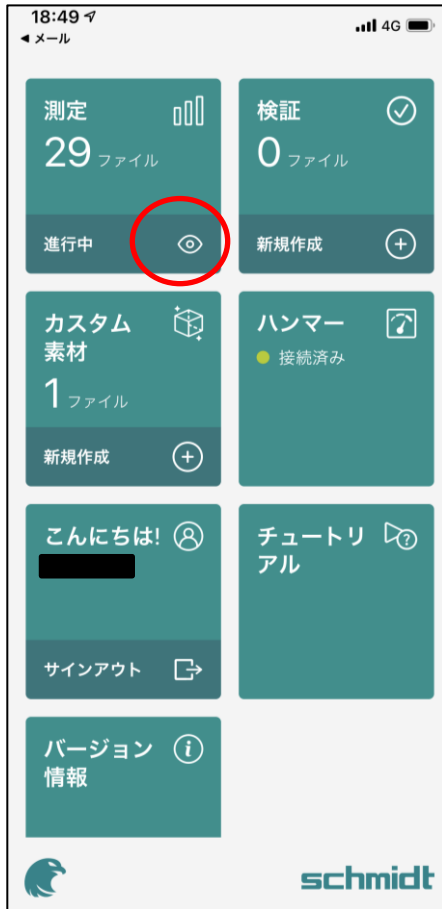 18:49
4G
◀ メール
測定
29 ファイル
進行中
検証
0 ファイル
新規作成
カスタム
素材
1 ファイル
新規作成
ハンマー
接続済み
こんにちは!
サインアウト
チュートリ
アル
バージョン
情報
schmidt